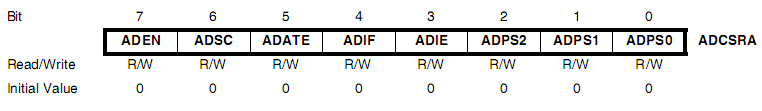 Bit 7 6 5 4 3 2 1 0
ADEN ADSC ADATE ADIF ADIE ADPS2 ADPS1 ADPS0 ADCSRA
Read/Write R/W R/W R/W R/W R/W R/W R/W R/W
Initial Value 0 0 0 0 0 0 0 0